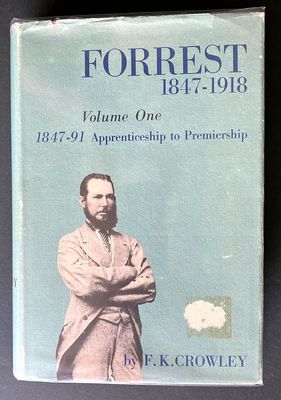 FORREST
1847-1918
Volume One
1847-91 Apprenticeship to Premiership
by F.K.CROWLEY